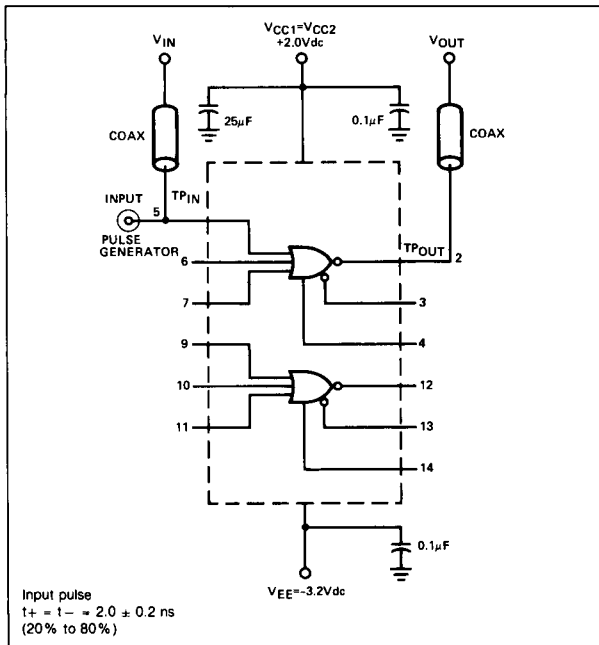 VCC1=VCC2
+2.0Vdc
VIN
VOUT
25μF
0.1μF
COAX
COAX
TPIN
INPUT
5
PULSE
GENERATOR
TPOUT
2
6
3
7
4
9
10
12
11
13
14
0.1μF
VEE=-3.2Vdc
Input pulse
t+ = t− = 2.0 ± 0.2 ns
(20% to 80%)